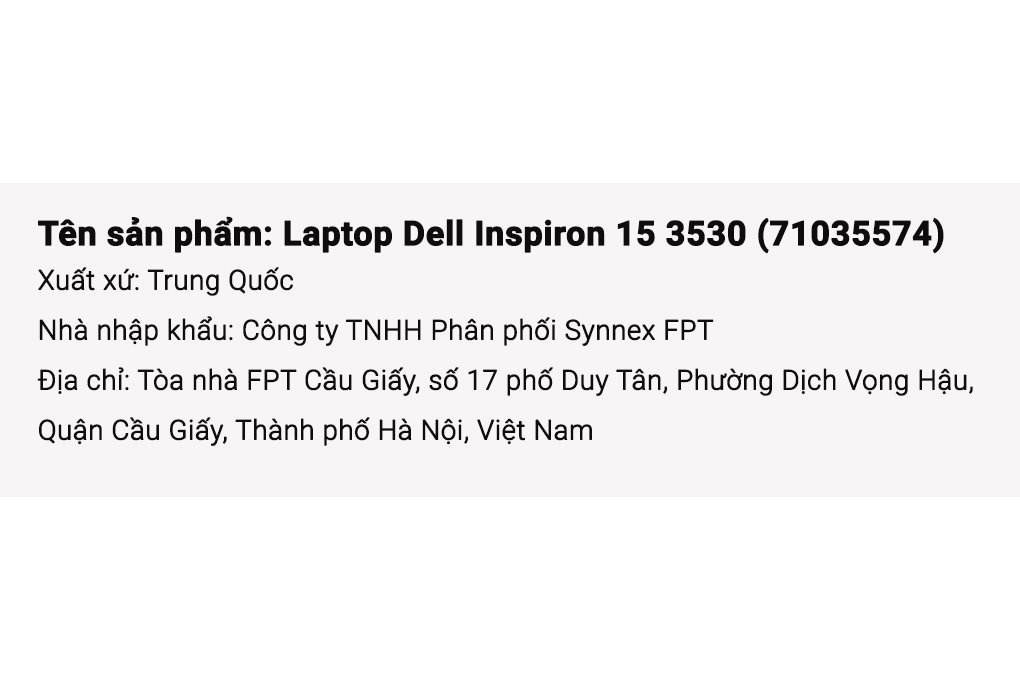 Tên sản phẩm: Laptop Dell Inspiron 15 3530 (71035574)
Xuất xứ: Trung Quốc
Nhà nhập khẩu: Công ty TNHH Phân phối Synnex FPT
Địa chỉ: Tòa nhà FPT Cầu Giấy, số 17 phố Duy Tân, Phường Dịch Vọng Hậu,
Quận Cầu Giấy, Thành phố Hà Nội, Việt Nam